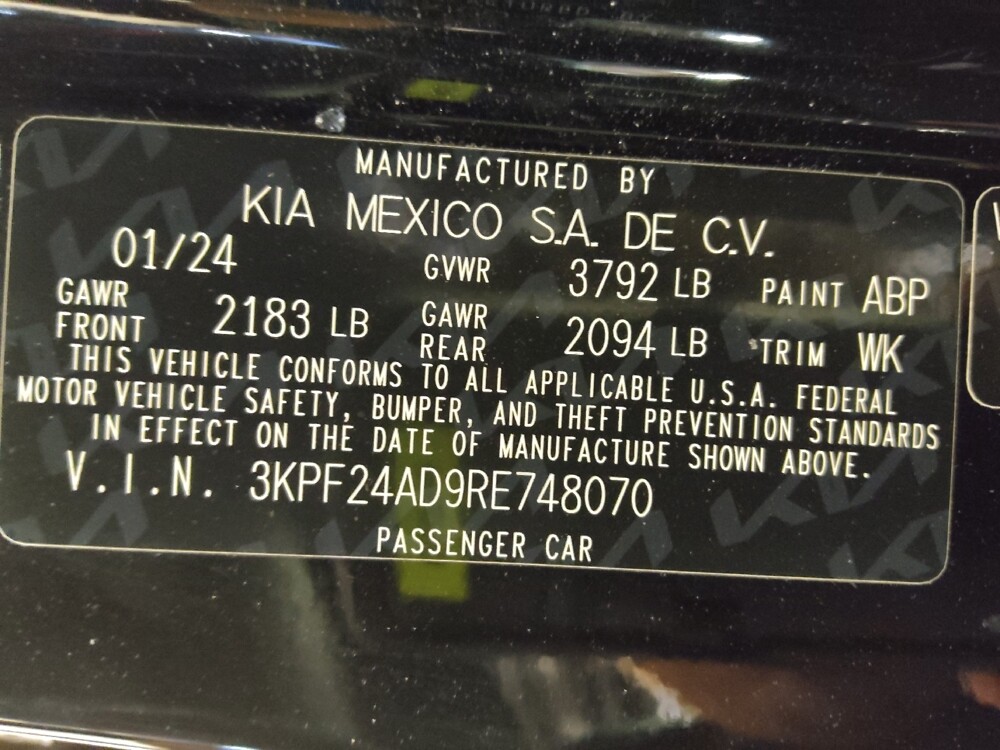 MANUFACTURED BY
KIA MEXICO S.A. DE C.V.
01/24 GVWR 3792 LB PAINT ABP
GAWR FRONT 2183 LB GAWR REAR 2094 LB TRIM WK
THIS VEHICLE CONFORMS TO ALL APPLICABLE U.S.A. FEDERAL
MOTOR VEHICLE SAFETY, BUMPER, AND THEFT PREVENTION STANDARDS
IN EFFECT ON THE DATE OF MANUFACTURE SHOWN ABOVE.
V.I.N. 3KPF24AD9RE748070
PASSENGER CAR